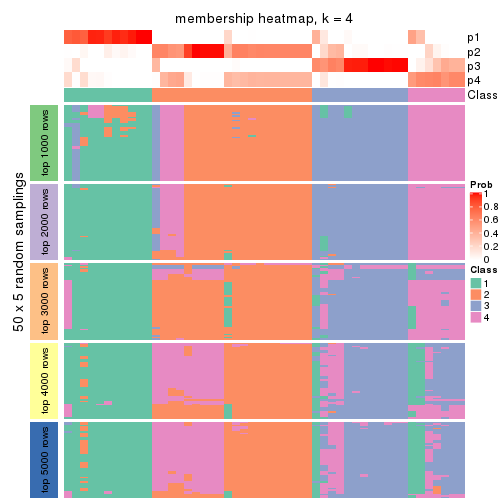 membership heatmap, k = 4
p1
p2
p3
p4
Class
50 x 5 random samplings
top 1000 rows
top 2000 rows
top 3000 rows
top 4000 rows
top 5000 rows
Prob
1
0.8
0.6
0.4
0.2
0
Class
1
2
3
4